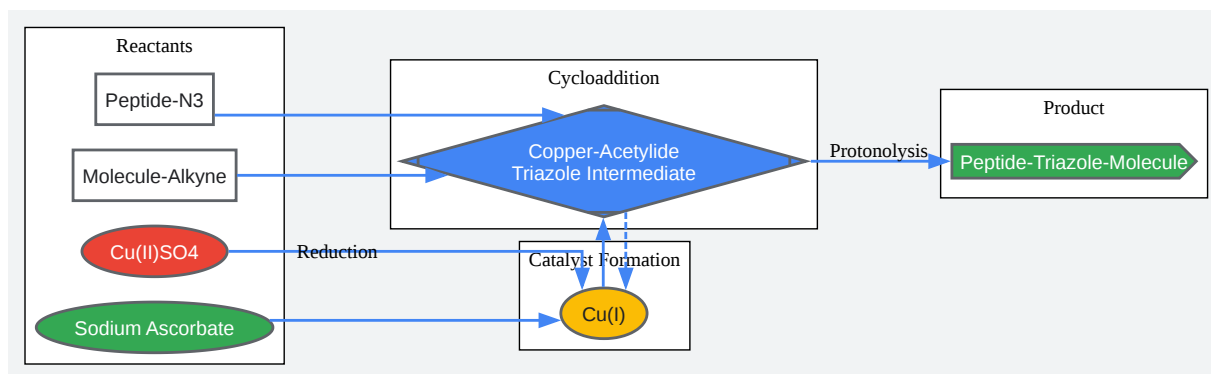 Reactants
Peptide-N3
Molecule-Alkyne
Cu(II)SO4
Sodium Ascorbate
Reduction
Cycloaddition
Copper-Acetylide
Triazole Intermediate
Catalyst Formation
Cu(I)
Protonolysis
Product
Peptide-Triazole-Molecule